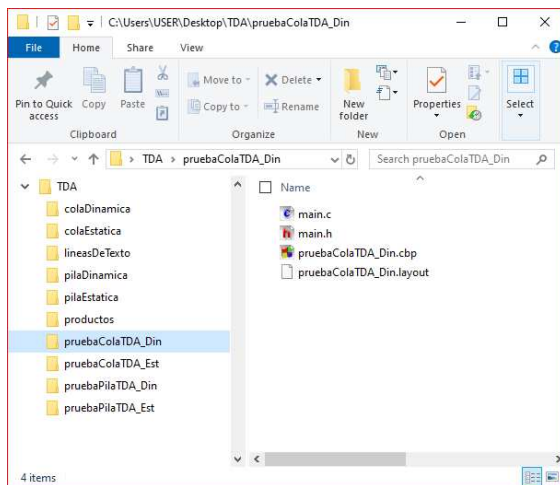 C:\Users\USER\Desktop\TDA\pruebaColaTDA_Din
File Home Share View
Pin to Quick access
Copy
Paste
Move to
Copy to
Delete
Rename
New folder
Properties
Select
Clipboard Organize New Open
TDA › pruebaColaTDA_Din
Search pruebaColaTDA_Din
TDA
colaDinamica
colaEstatica
lineasDeTexto
pilaDinamica
pilaEstatica
productos
pruebaColaTDA_Din
pruebaColaTDA_Est
pruebaPilaTDA_Din
pruebaPilaTDA_Est
Name
main.c
main.h
pruebaColaTDA_Din.cbp
pruebaColaTDA_Din.layout
4 items